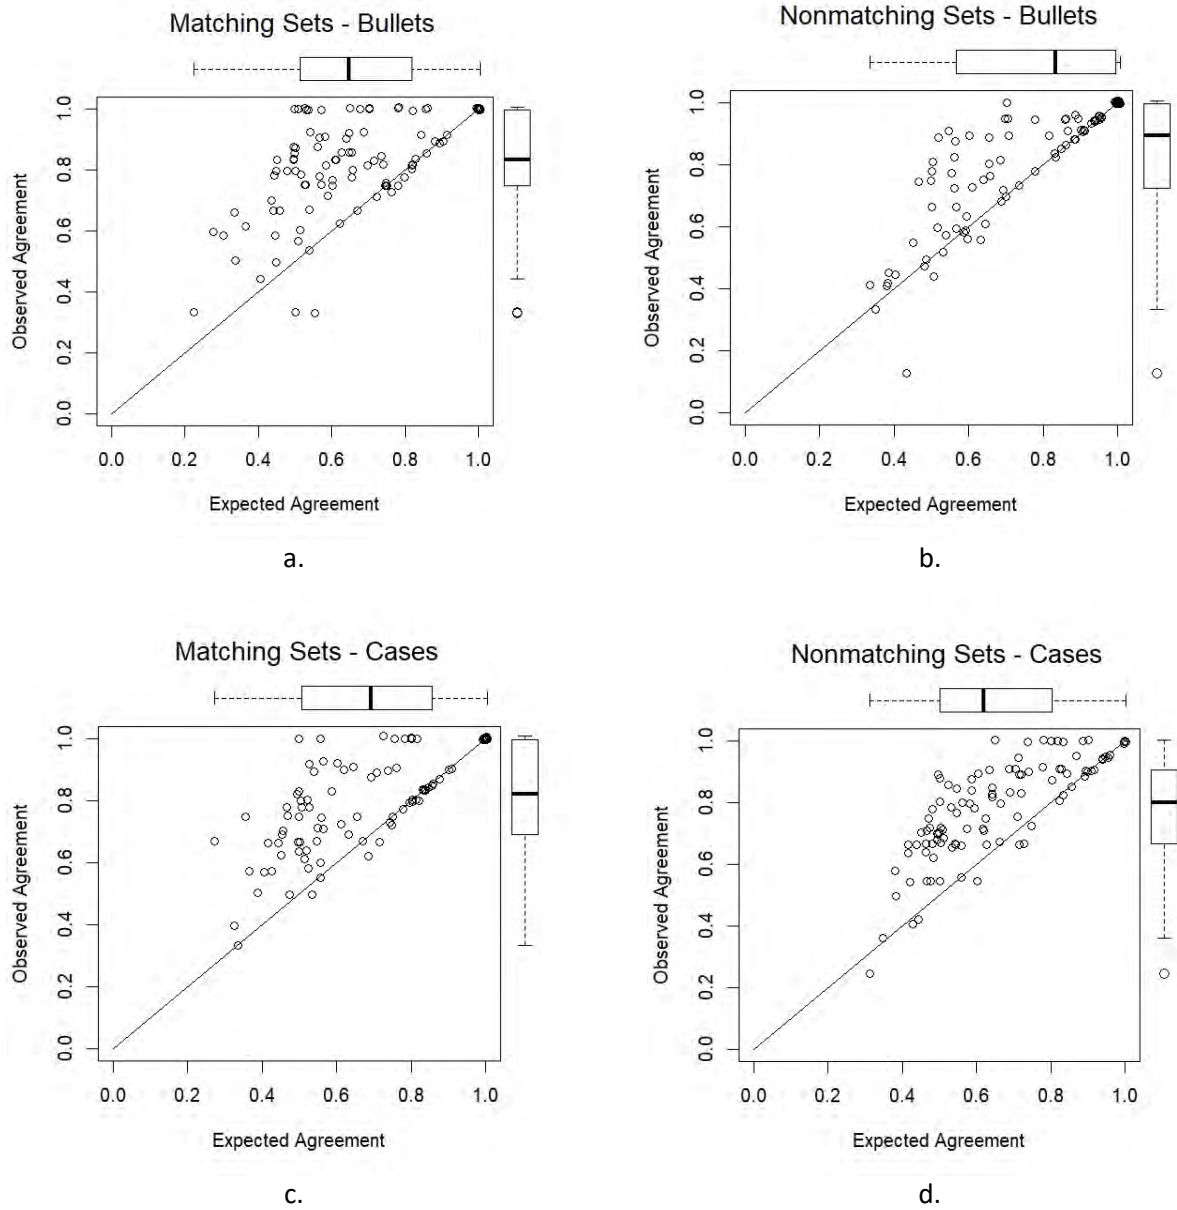 Matching Sets - Bullets
Observed Agreement
0.0 0.2 0.4 0.6 0.8 1.0
0.0 0.2 0.4 0.6 0.8 1.0
Expected Agreement
a.
Nonmatching Sets - Bullets
Observed Agreement
0.0 0.2 0.4 0.6 0.8 1.0
0.0 0.2 0.4 0.6 0.8 1.0
Expected Agreement
b.
Matching Sets - Cases
Observed Agreement
0.0 0.2 0.4 0.6 0.8 1.0
0.0 0.2 0.4 0.6 0.8 1.0
Expected Agreement
c.
Nonmatching Sets - Cases
Observed Agreement
0.0 0.2 0.4 0.6 0.8 1.0
0.0 0.2 0.4 0.6 0.8 1.0
Expected Agreement
d.